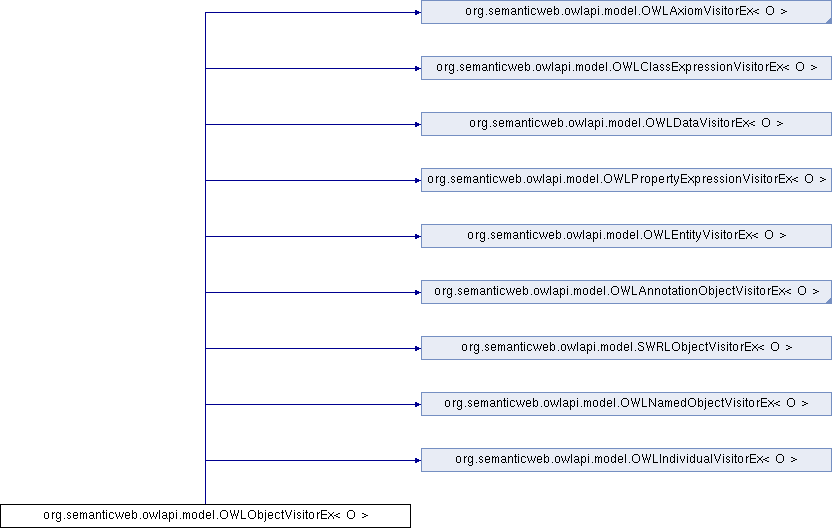 org.semanticweb.owlapi.model.OWLAxiomVisitorEx< O >
org.semanticweb.owlapi.model.OWLClassExpressionVisitorEx< O >
org.semanticweb.owlapi.model.OWLDataVisitorEx< O >
org.semanticweb.owlapi.model.OWLPropertyExpressionVisitorEx< O >
org.semanticweb.owlapi.model.OWLEntityVisitorEx< O >
org.semanticweb.owlapi.model.OWLAnnotationObjectVisitorEx< O >
org.semanticweb.owlapi.model.SWRLObjectVisitorEx< O >
org.semanticweb.owlapi.model.OWLNamedObjectVisitorEx< O >
org.semanticweb.owlapi.model.OWLIndividualVisitorEx< O >
org.semanticweb.owlapi.model.OWLObjectVisitorEx< O >